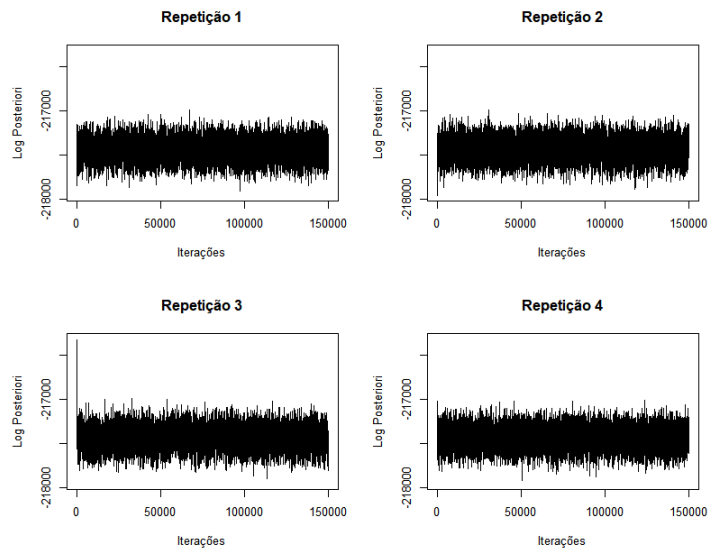 Repetição 1
Log Posteriori
-217000
-218000
0 50000 100000 150000
Iterações
Repetição 2
Log Posteriori
-217000
-218000
0 50000 100000 150000
Iterações
Repetição 3
Log Posteriori
-217000
-218000
0 50000 100000 150000
Iterações
Repetição 4
Log Posteriori
-217000
-218000
0 50000 100000 150000
Iterações